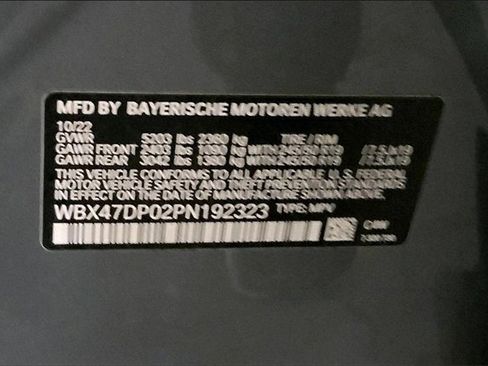 MFD BY BAYERISCHE MOTOREN WERKE AG
10/22
GVWR 5203 lbs 2360 kg TIRE / RIM
GAWR FRONT lbs kg WITH
GAWR REAR 3042 lbs 1380 kg WITH
THIS VEHICLE CONFORMS TO ALL APPLICABLE U.S. FEDERAL
MOTOR VEHICLE SAFETY AND THEFT PREVENTION STANDARDS
IN EFFECT ON THE DATE OF MANUFACTURE SHOWN ABOVE.
WBX47DP02PN192323 TYPE: MPV